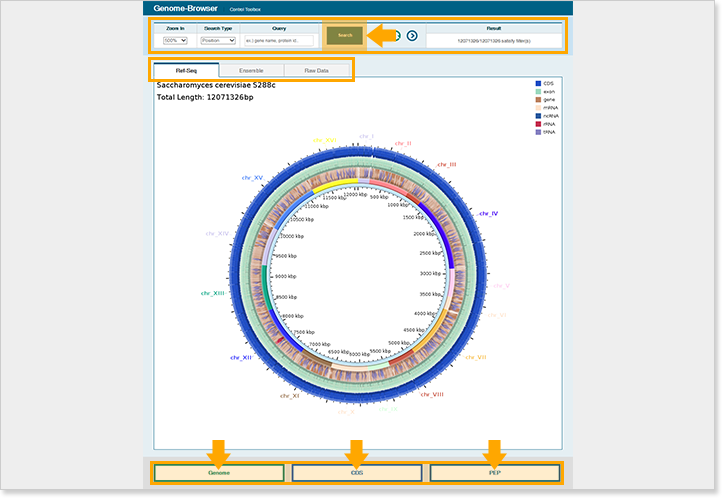 Genome-Browser Control Toolbox
Zoom In Search Type Query Result
100% Position ex.) gene name, protein id.. Search 12071326/12071326 satisfy filter(s)
Ref-Seq Ensemble Raw Data
Saccharomyces cerevisiae S288c
Total Length: 12071326bp
CDS
exon
gene
mRNA
ncRNA
rRNA
tRNA
chr_I
chr_II
chr_III
chr_IV
chr_V
chr_VII
chr_VIII
chr_XI
chr_XII
chr_XIII
chr_XIV
chr_XV
500 kbp
1000 kbp
1500 kbp
2000 kbp
2500 kbp
3000 kbp
3500 kbp
4000 kbp
4500 kbp
5000 kbp
5500 kbp
6000 kbp
6500 kbp
7000 kbp
7500 kbp
8000 kbp
8500 kbp
9000 kbp
9500 kbp
10000 kbp
10500 kbp
11000 kbp
11500 kbp
12000 kbp
Genome CDS PEP